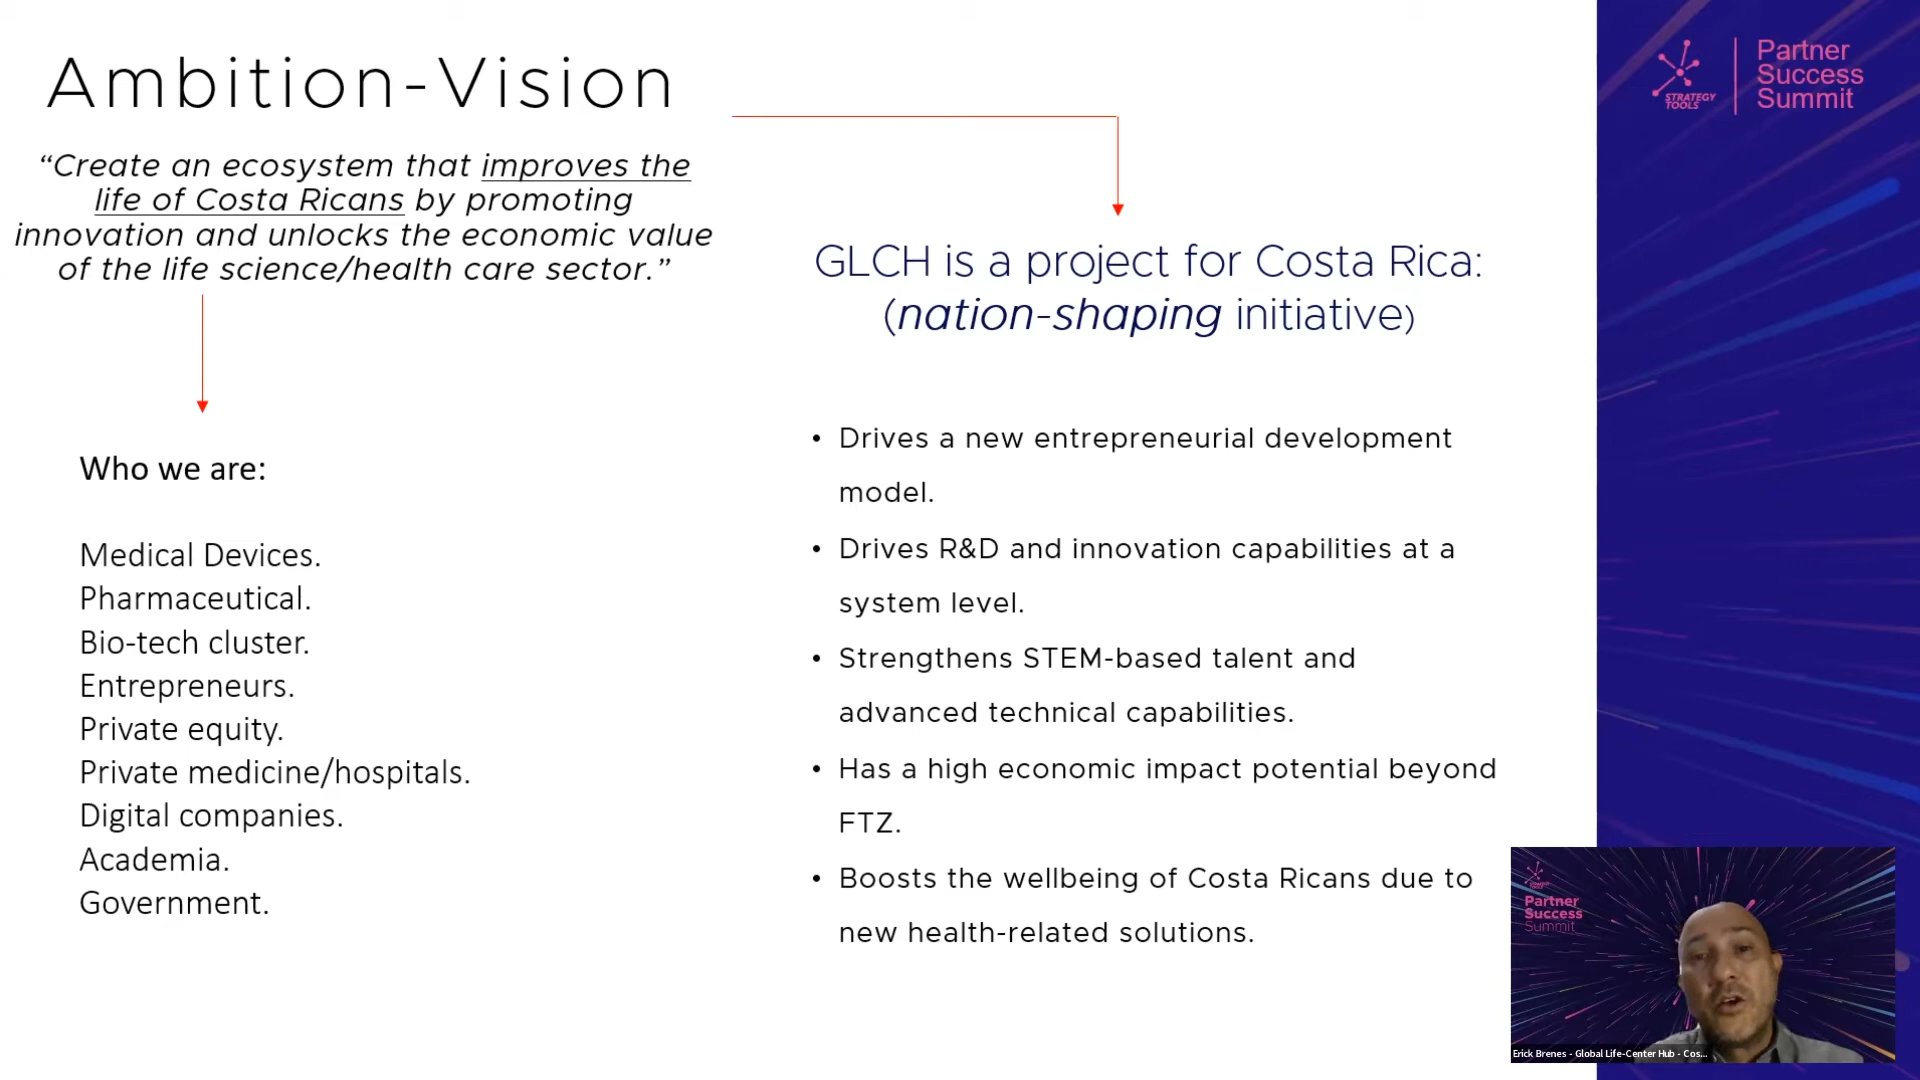 Ambition-Vision
“Create an ecosystem that improves the
life of Costa Ricans by promoting
innovation and unlocks the economic value
of the life science/health care sector.”
Who we are:
Medical Devices.
Pharmaceutical.
Bio-tech cluster.
Entrepreneurs.
Private equity.
Private medicine/hospitals.
Digital companies.
Academia.
Government.
GLCH is a project for Costa Rica:
(nation-shaping initiative)
• Drives a new entrepreneurial development
model.
• Drives R&D and innovation capabilities at a
system level.
• Strengthens STEM-based talent and
advanced technical capabilities.
• Has a high economic impact potential beyond
FTZ.
• Boosts the wellbeing of Costa Ricans due to
new health-related solutions.
STRATEGY
TOOLS
Partner
Success
Summit
Partner
Success
Summit
Erick Brenes - Global Life-Center Hub - Cos...